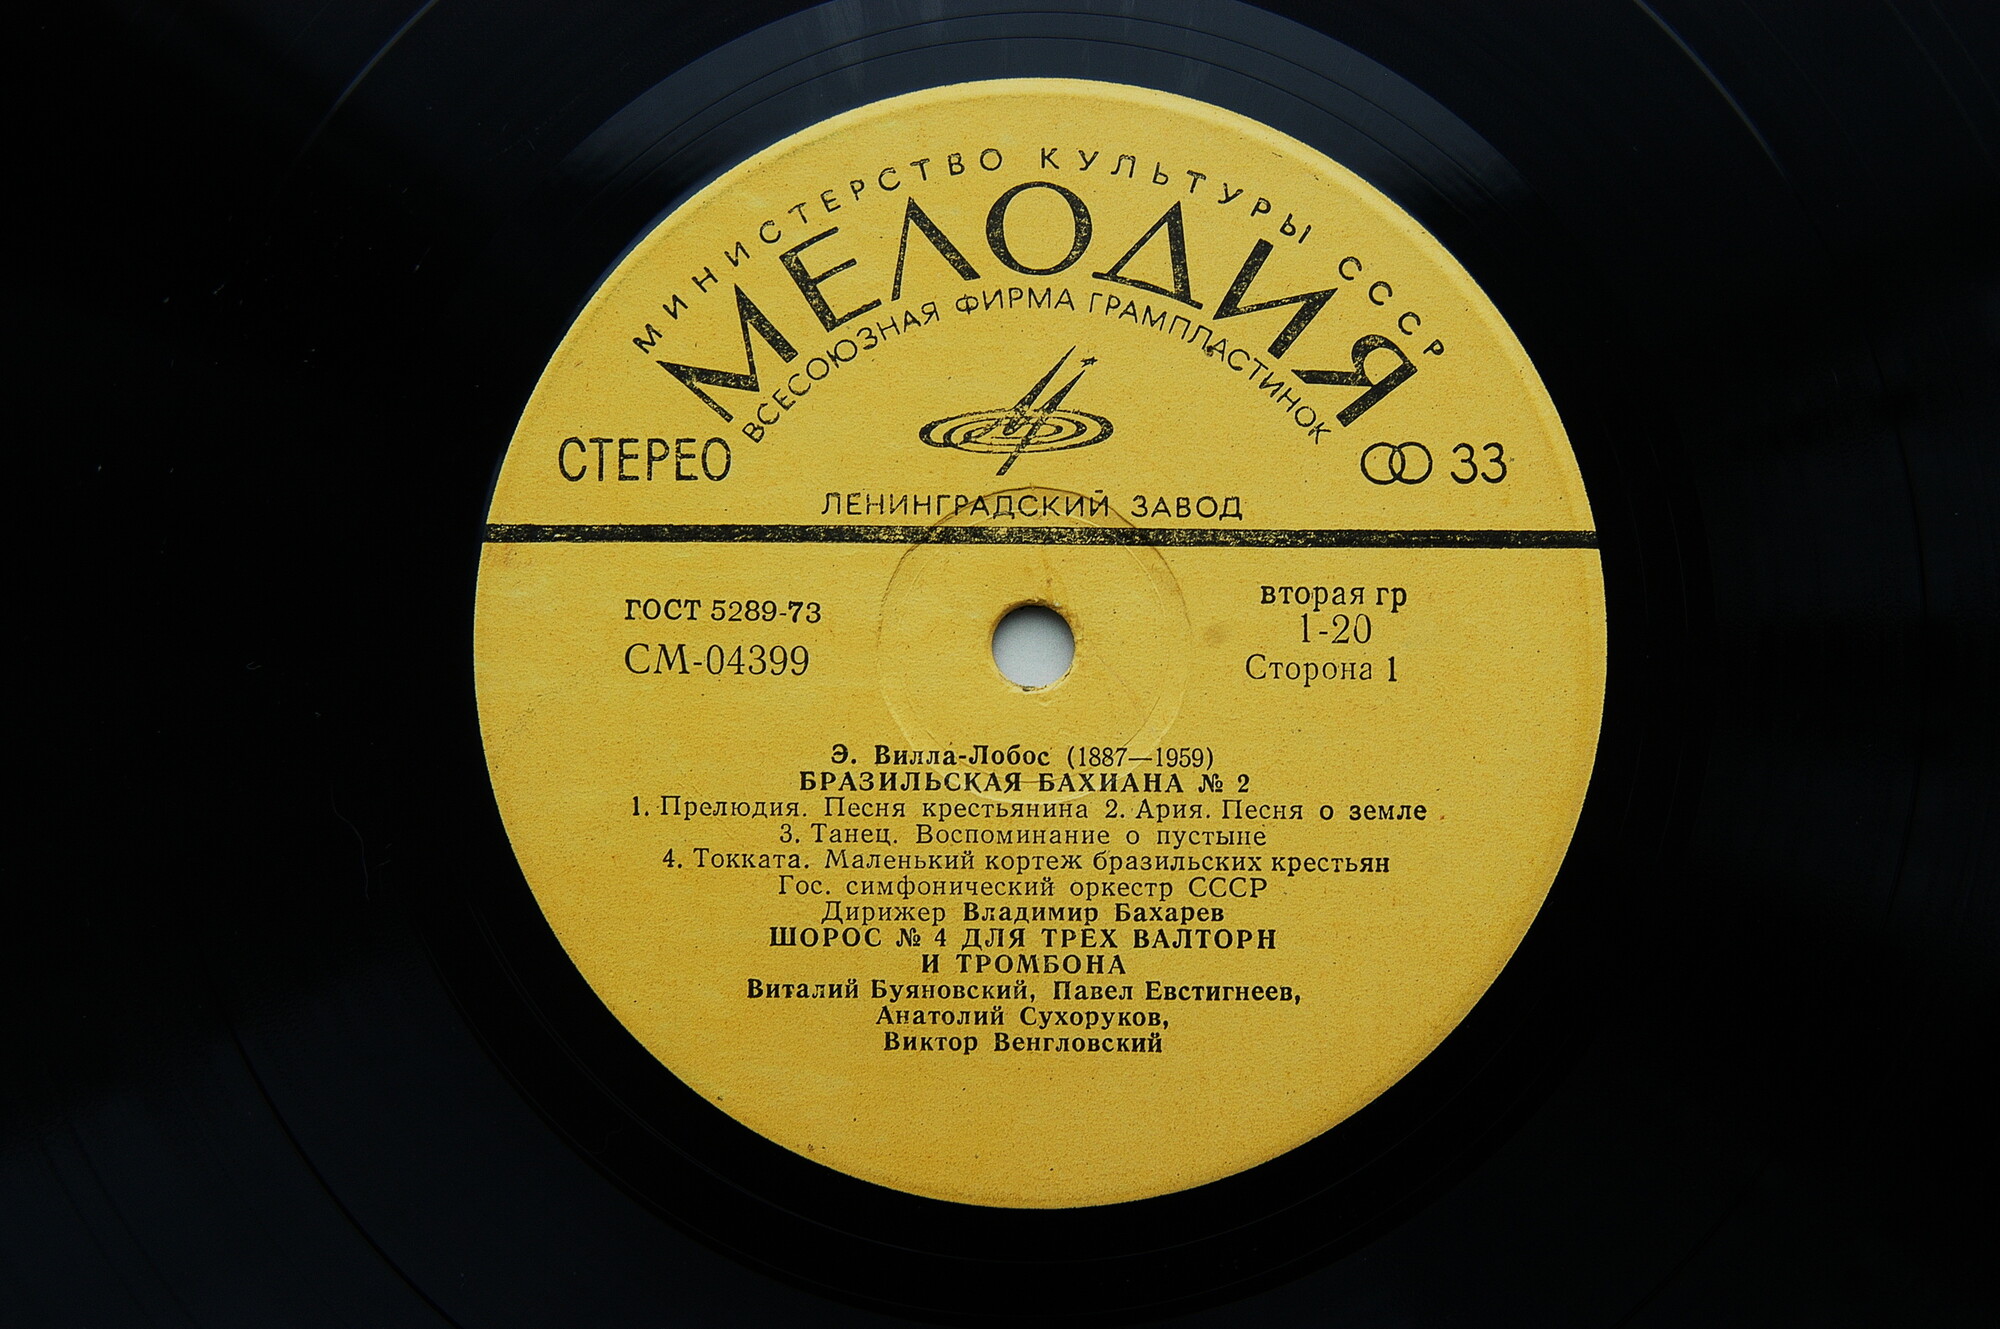 МИНИСТЕРСТВО КУЛЬТУРЫ СССР
МЕЛОДИЯ
ВСЕСОЮЗНАЯ ФИРМА ГРАМПЛАСТИНОК
СТЕРЕО
33
ЛЕНИНГРАДСКИЙ ЗАВОД
ГОСТ 5289-73
СМ-04399
вторая гр
1-20
Сторона 1
Э. Вилла-Лобос (1887—1959)
БРАЗИЛЬСКАЯ БАХИАНА № 2
1. Прелюдия. Песня крестьянина 2. Ария. Песня о земле
3. Танец. Воспоминание о пустыне
4. Токката. Маленький кортеж бразильских крестьян
Гос. симфонический оркестр СССР
Дирижер Владимир Бахарев
ШОРОС № 4 ДЛЯ ТРЕХ ВАЛТОРН
И ТРОМБОНА
Виталий Буяновский, Павел Евстигнеев,
Анатолий Сухоруков,
Виктор Венгловский